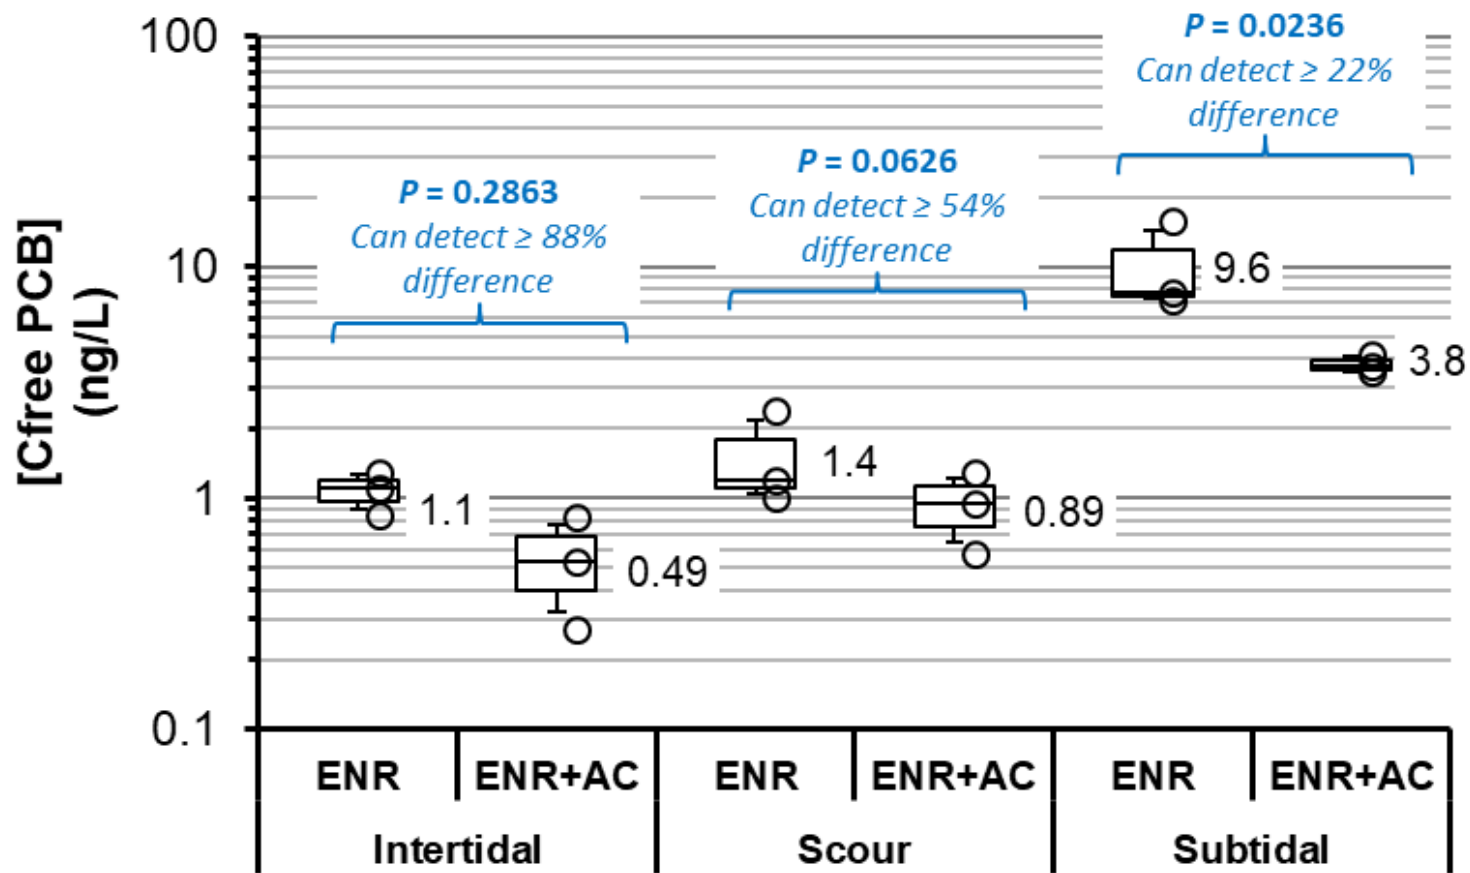 100
P = 0.0236
Can detect ≥ 22%
difference
P = 0.0626
Can detect ≥ 54%
difference
P = 0.2863
Can detect ≥ 88%
difference
[Cfree PCB]
(ng/L)
10
1
0.1
9.6
3.8
1.4
1.1
0.89
0.49
ENR
ENR+AC
ENR
ENR+AC
ENR
ENR+AC
Intertidal
Scour
Subtidal